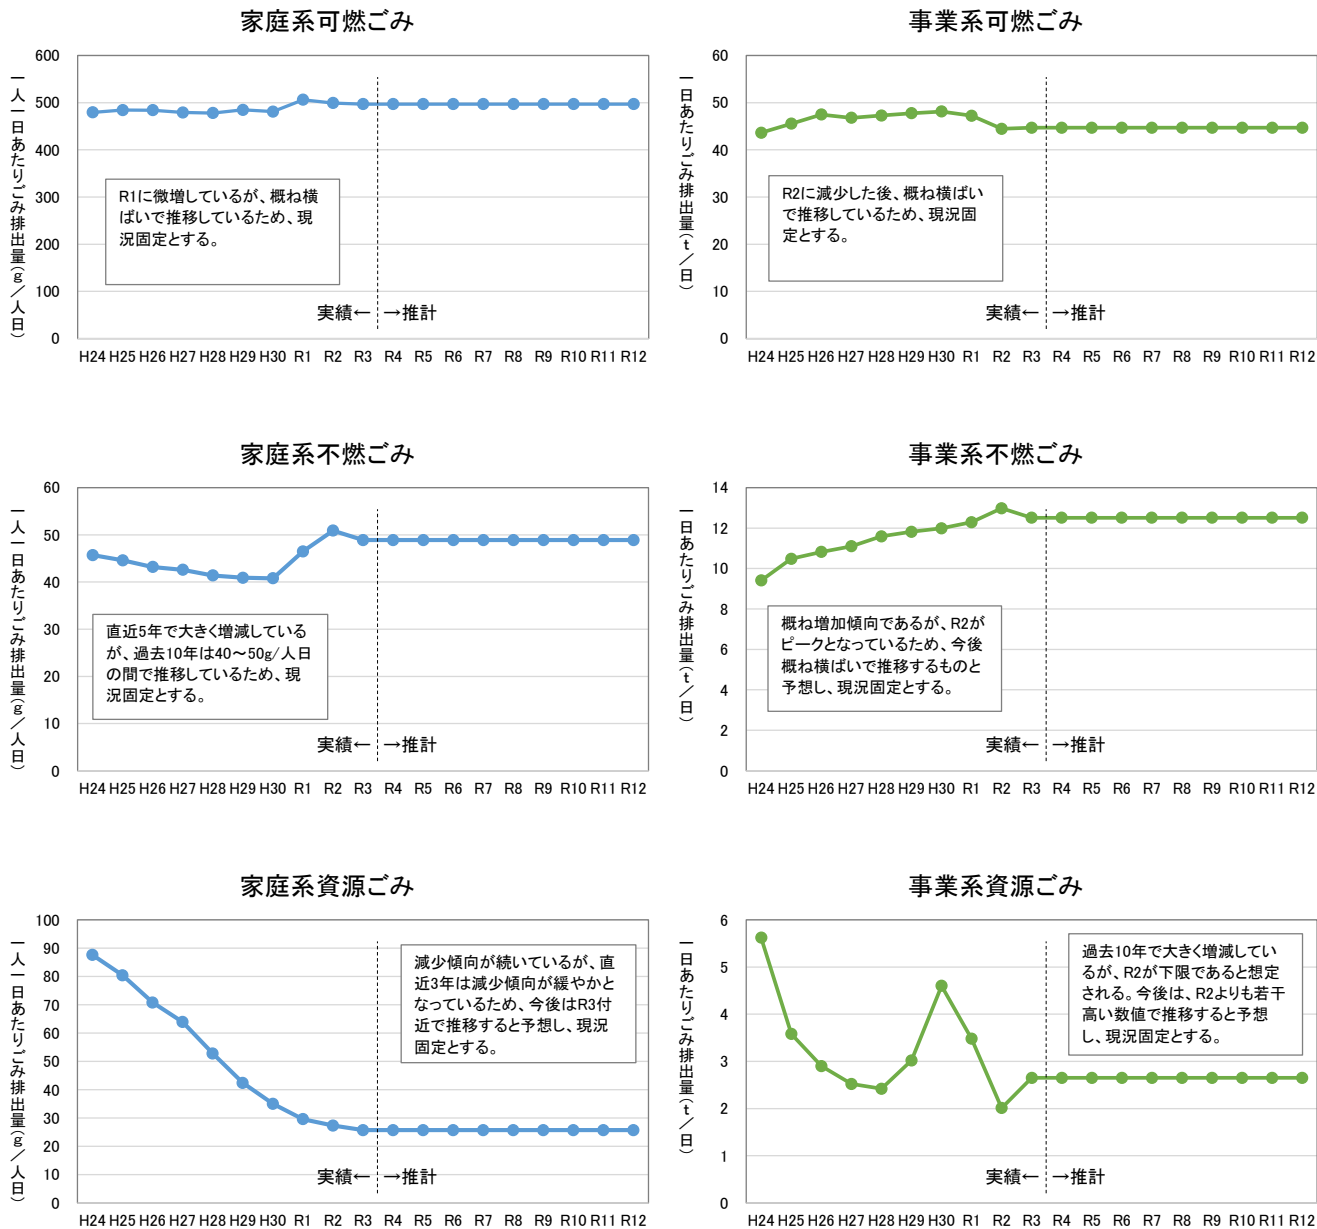 家庭系可燃ごみ
一人一日あたりごみ排出量(g/人日)
600
500
400
300
200
100
0
R1に微増しているが、概ね横
ばいで推移しているため、現
況固定とする。
実績← →推計
H24 H25 H26 H27 H28 H29 H30 R1 R2 R3 R4 R5 R6 R7 R8 R9 R10 R11 R12
事業系可燃ごみ
一日あたりごみ排出量(t/日)
60
50
40
30
20
10
0
R2に減少した後、概ね横ばい
で推移しているため、現況固
定とする。
実績← →推計
H24 H25 H26 H27 H28 H29 H30 R1 R2 R3 R4 R5 R6 R7 R8 R9 R10 R11 R12
家庭系不燃ごみ
一人一日あたりごみ排出量(g/人日)
60
50
40
30
20
10
0
直近5年で大きく増減している
が、過去10年は40～50g/人日
の間で推移しているため、現
況固定とする。
実績← →推計
H24 H25 H26 H27 H28 H29 H30 R1 R2 R3 R4 R5 R6 R7 R8 R9 R10 R11 R12
事業系不燃ごみ
一日あたりごみ排出量(t/日)
14
12
10
8
6
4
2
0
概ね増加傾向であるが、R2が
ピークとなっているため、今後
概ね横ばいで推移するものと
予想し、現況固定とする。
実績← →推計
H24 H25 H26 H27 H28 H29 H30 R1 R2 R3 R4 R5 R6 R7 R8 R9 R10 R11 R12
家庭系資源ごみ
一人一日あたりごみ排出量(g/人日)
100
90
80
70
60
50
40
30
20
10
0
減少傾向が続いているが、直
近3年は減少傾向が緩やかと
なっているため、今後はR3付
近で推移すると予想し、現況
固定とする。
実績← →推計
H24 H25 H26 H27 H28 H29 H30 R1 R2 R3 R4 R5 R6 R7 R8 R9 R10 R11 R12
事業系資源ごみ
一日あたりごみ排出量(t/日)
6
5
4
3
2
1
0
過去10年で大きく増減してい
るが、R2が下限であると想定
される。今後は、R2よりも若干
高い数値で推移すると予想
し、現況固定とする。
実績← →推計
H24 H25 H26 H27 H28 H29 H30 R1 R2 R3 R4 R5 R6 R7 R8 R9 R10 R11 R12